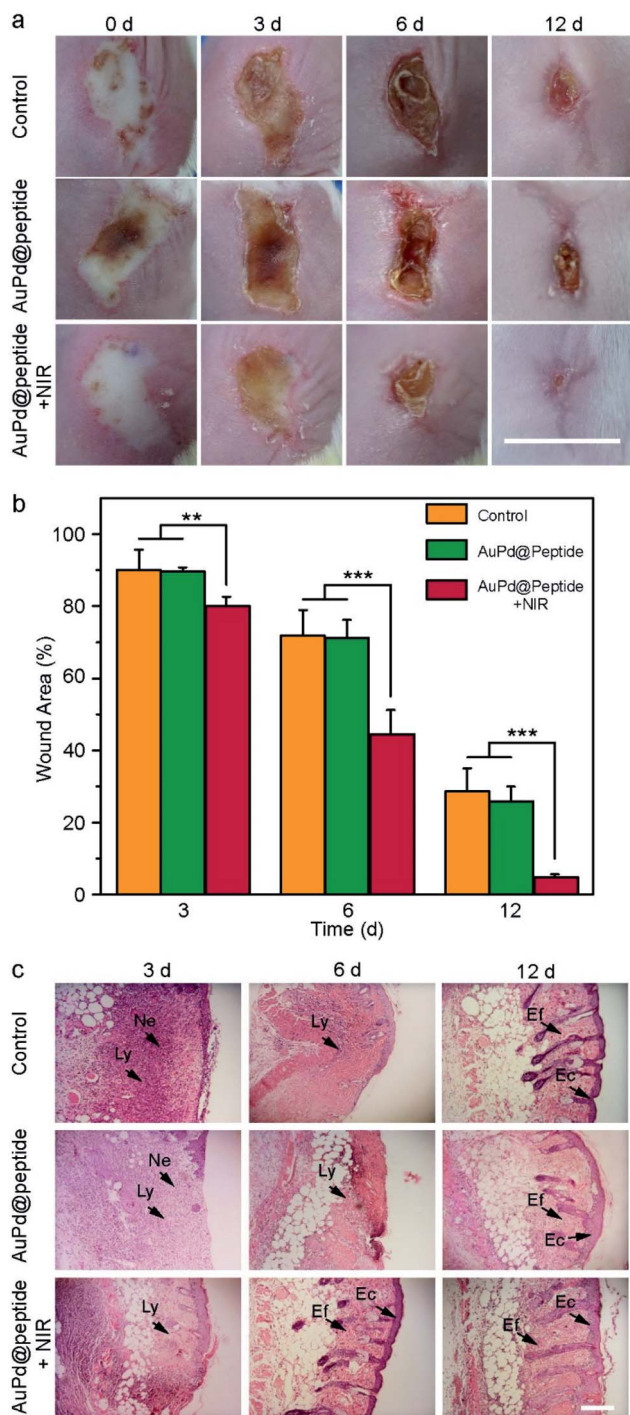 a
0 d 3 d 6 d 12 d
Control
AuPd@peptide
AuPd@peptide
+NIR
b
Control
AuPd@Peptide
AuPd@Peptide
+NIR
** *** ***
100
80
60
40
20
0
Wound Area (%)
3 6 12
Time (d)
c
3 d 6 d 12 d
Control
Ne
Ly
Ly
Ef
Ec
AuPd@peptide
Ne
Ly
Ly
Ef
Ec
AuPd@peptide
+ NIR
Ly
Ef
Ec
Ef
Ec